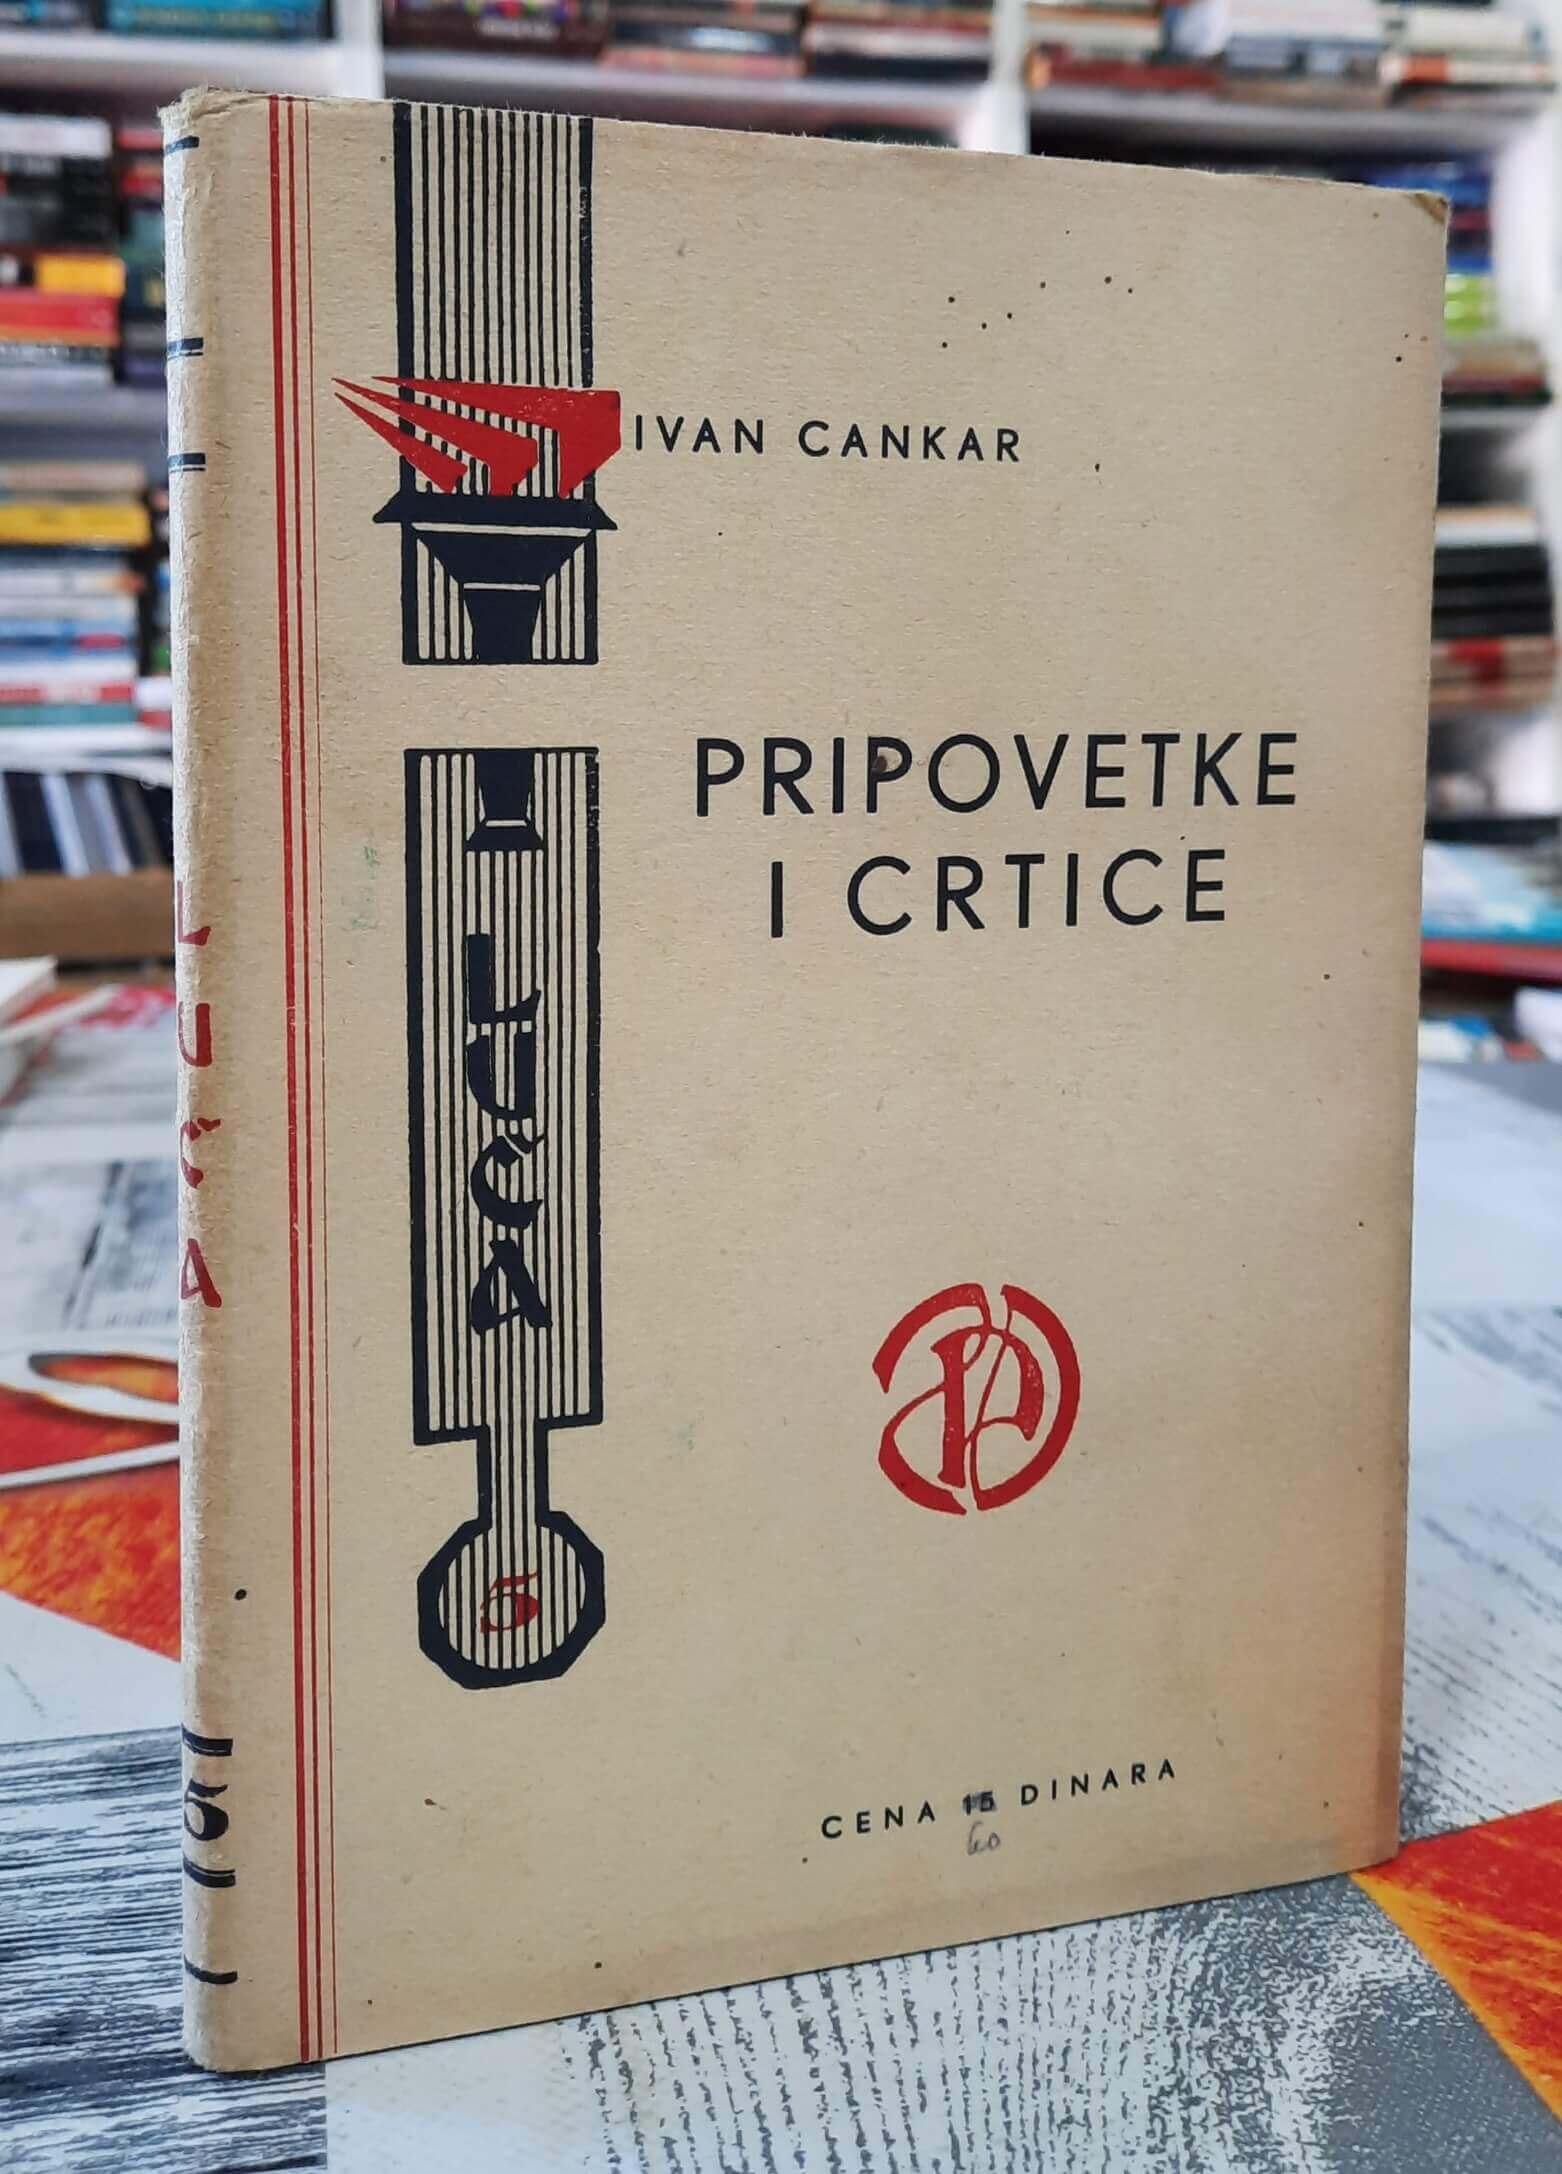 IVAN CANKAR
PRIPOVETKE
I CRTICE
LUČA
5
P
CENA 15 DINARA
60
LUČA
5